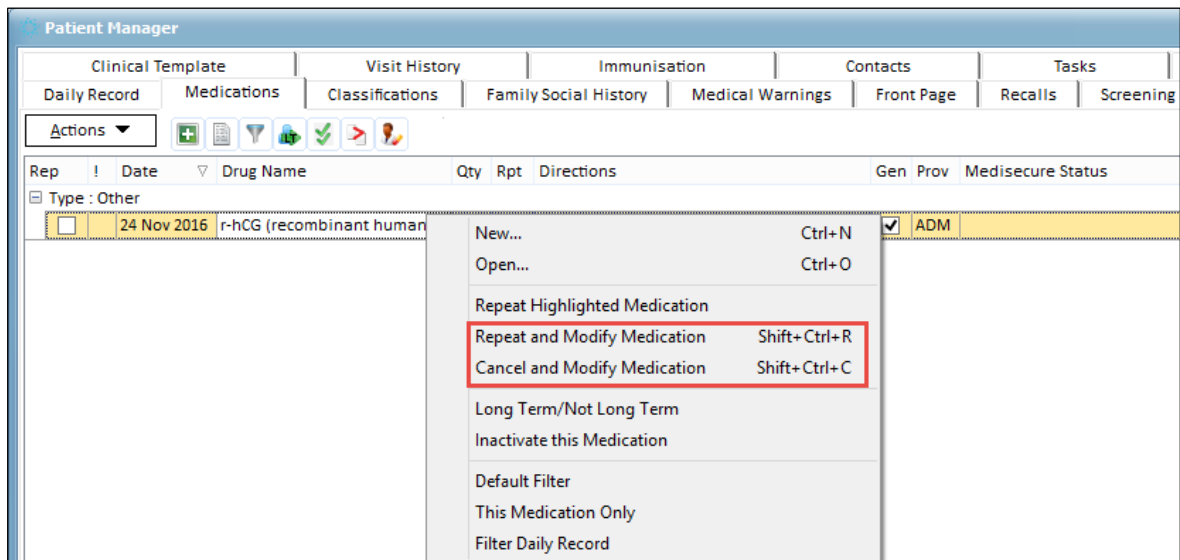 Patient Manager
Clinical Template Visit History Immunisation Contacts Tasks
Daily Record Medications Classifications Family Social History Medical Warnings Front Page Recalls Screening
Actions
LT
Rep ! Date Drug Name Qty Rpt Directions Gen Prov Medisecure Status
Type : Other
24 Nov 2016 r-hCG (recombinant human ADM
New... Ctrl+N
Open... Ctrl+O
Repeat Highlighted Medication
Repeat and Modify Medication Shift+Ctrl+R
Cancel and Modify Medication Shift+Ctrl+C
Long Term/Not Long Term
Inactivate this Medication
Default Filter
This Medication Only
Filter Daily Record